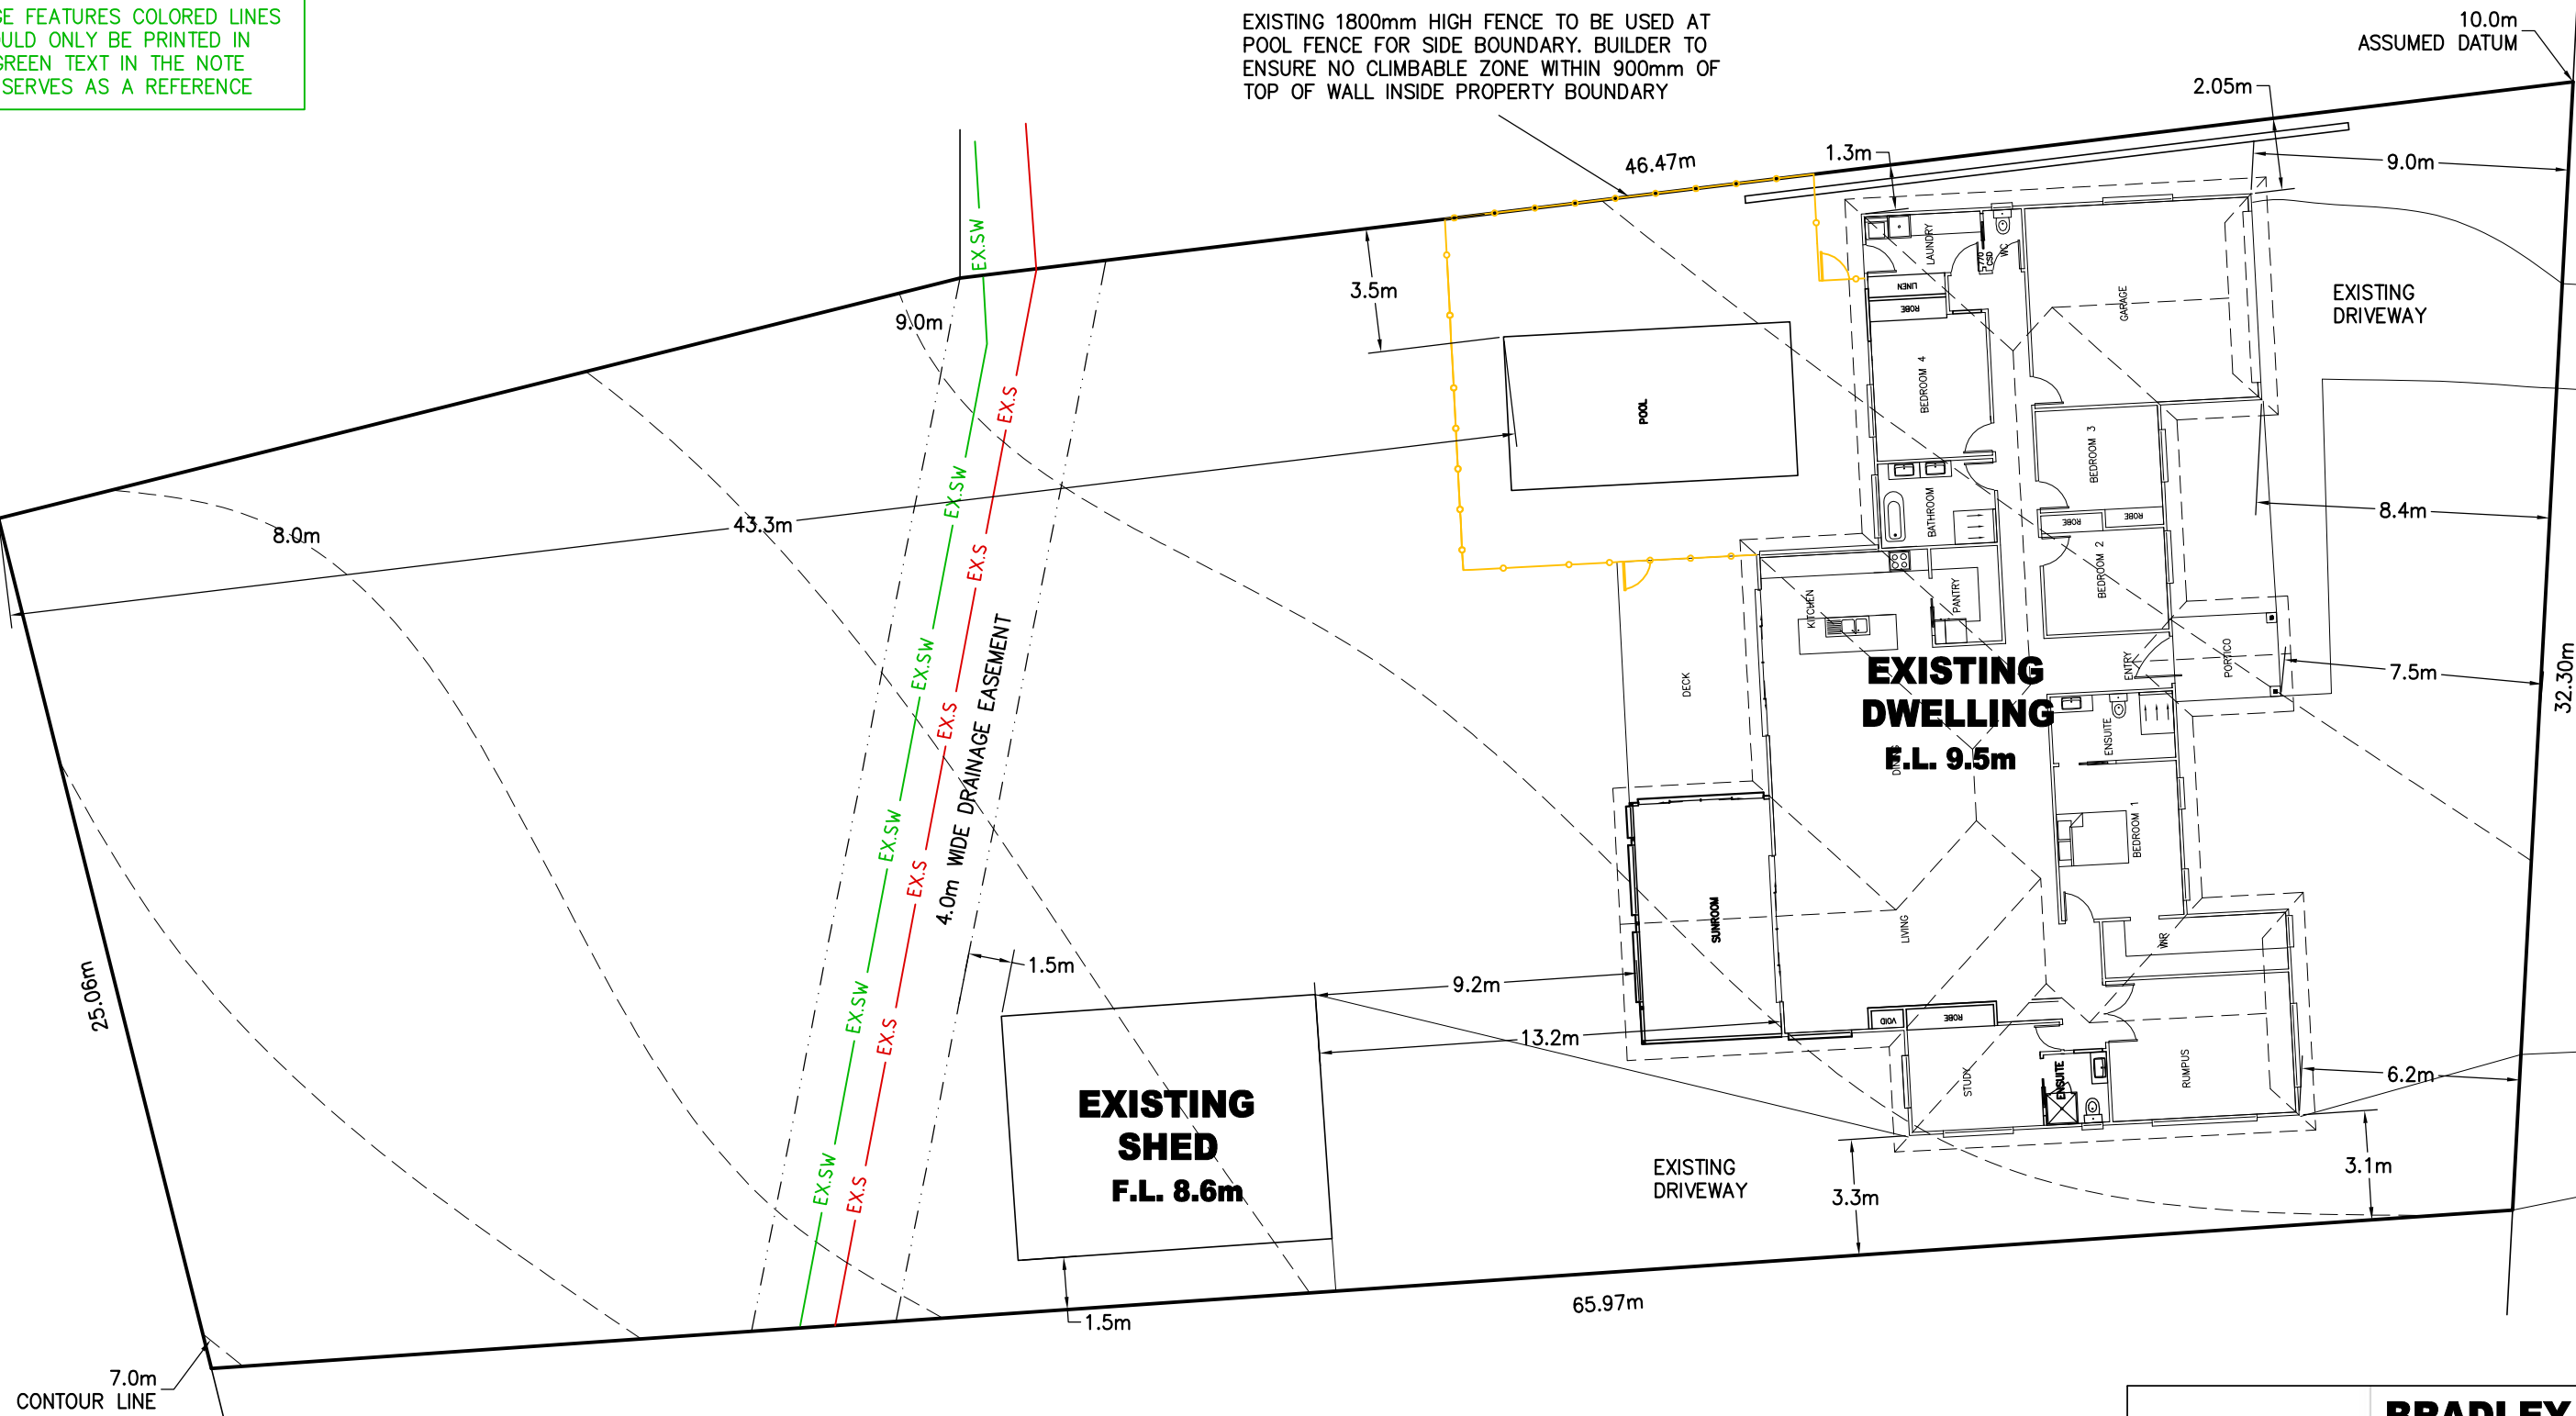 FEATURES COLORED LINES
ONLY BE PRINTED IN
GREEN TEXT IN THE NOTE
SERVES AS A REFERENCE
EXISTING 1800mm HIGH FENCE TO BE USED AT
POOL FENCE FOR SIDE BOUNDARY. BUILDER TO
ENSURE NO CLIMBABLE ZONE WITHIN 900mm OF
TOP OF WALL INSIDE PROPERTY BOUNDARY
10.0m
ASSUMED DATUM
2.05m
46.47m
1.3m
9.0m
EX.SW
3.5m
9.0m
LAUNDRY
770
CSD
WC
LINEN
ROBE
GARAGE
EXISTING
DRIVEWAY
EX.S
POOL
BEDROOM 4
BEDROOM 3
43.3m
8.0m
EX.SW
BATHROOM
ROBE
ROBE
8.4m
EX.S
BEDROOM 2
KITCHEN
PANTRY
EX.SW
4.0m WIDE DRAINAGE EASEMENT
DECK
EXISTING
DWELLING
F.L. 9.5m
DINING
ENTRY
PORTICO
7.5m
32.30m
EX.S
ENSUITE
EX.SW
BEDROOM 1
EX.S
SUNROOM
LIVING
WIR
25.06m
1.5m
9.2m
EX.SW
VOID
ROBE
13.2m
EX.S
EXISTING
SHED
F.L. 8.6m
STUDY
ENSUITE
RUMPUS
6.2m
EX.SW
EX.S
EXISTING
DRIVEWAY
3.3m
3.1m
65.97m
1.5m
7.0m
CONTOUR LINE
BRADLEY